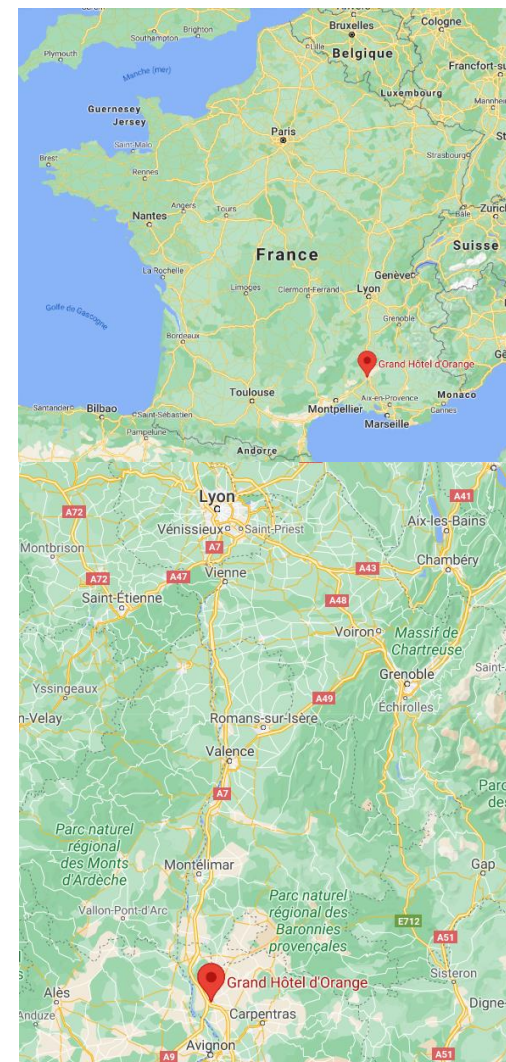 Bruxelles
Cologne
Brighton
Southampton
Plymouth
Lille
Belgique
Francfort-su
Manche (mer)
Luxembourg
Mannhe
Guernesey
Jersey
Paris
St
Saint-Malo
Strasbourg
Brest
Rennes
Angers
Tours
Nantes
Bâle
Zurich
France
Suisse
Genève
La Rochelle
Limoges
Clermont-Ferrand
Lyon
Golfe de Gascogne
Grenoble
Bordeaux
Grand Hôtel d'Orange
Toulouse
Aix-en-Provence
Monaco
Santander
Bilbao
Saint-Sébastien
Montpellier
Cannes
Marseille
Pampelune
Andorre
Lyon
A41
A72
Vénissieux
Saint-Priest
Aix-les-Bains
Montbrison
A7
A43
Chambéry
A72
A47
Vienne
Saint-Étienne
A48
Voiron
Massif de
Chartreuse
Grenoble
Saint-
Yssingeaux
A49
Échirolles
n-Velay
Romans-sur-Isère
Valence
A7
Parc
des
Parc naturel
régional
des Monts
d'Ardèche
Montélimar
Gap
Parc naturel
régional des
Baronnies
provençales
Vallon-Pont-d'Arc
E712
A51
Grand Hôtel d'Orange
Sisteron
Alès
Anduze
Carpentras
Digne-
Avignon
A9
A51